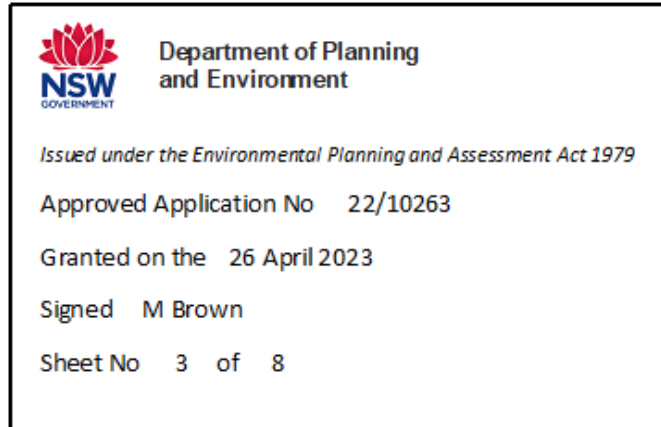 Department of Planning
and Environment
NSW
GOVERNMENT
Issued under the Environmental Planning and Assessment Act 1979
Approved Application No 22/10263
Granted on the 26 April 2023
Signed M Brown
Sheet No 3 of 8